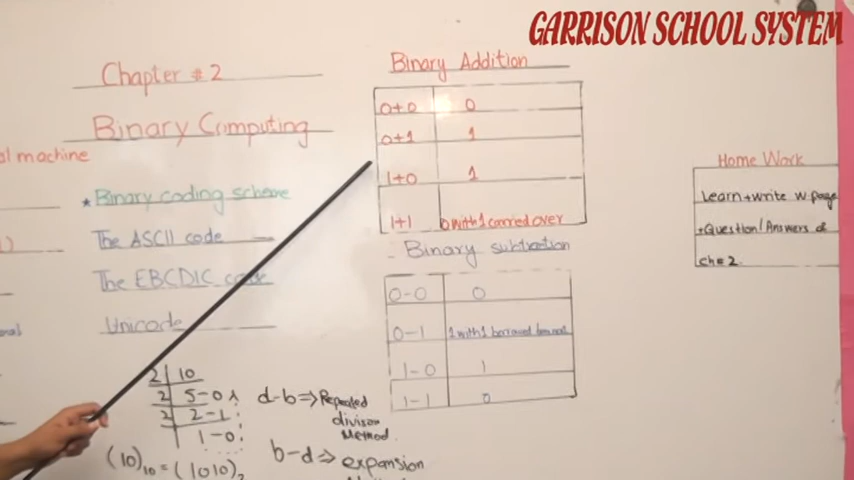 GARRISON SCHOOL SYSTEM
Chapter # 2
Binary Computing
al machine
* Binary coding scheme
The ASCII code
The EBCDIC code
Unicode
2 10
2 5-0
2 2-1
1-0
(10)10 = (1010)2
d-b => Repeated
divison
Method.
b-d => expansion
Binary Addition
0+0 0
0+1 1
1+0 1
1+1 0 with 1 carried over
Binary subtraction
0-0 0
0-1 1 with 1 borrowed
1-0 1
1-1 0
Home Work
Learn + write w page
+ Question/Answers of
ch # 2